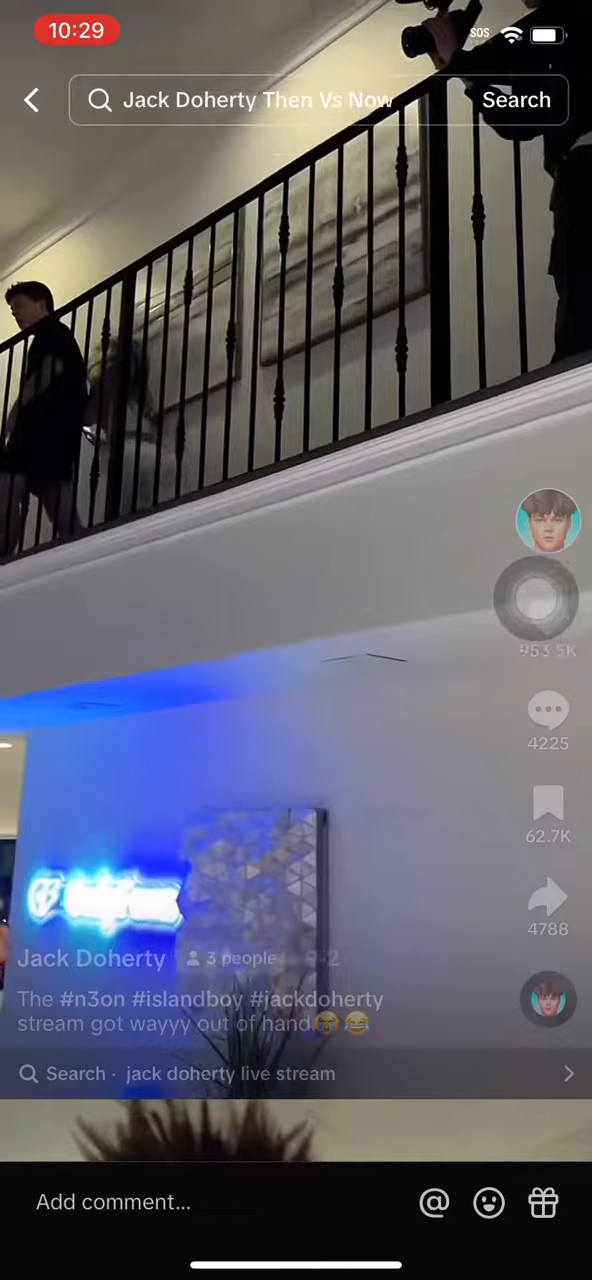 10:29
SOS
Jack Doherty Then Vs Now
Search
953.5K
4225
62.7K
4788
Jack Doherty
3 people
The #n3on #islandboy #jackdoherty
stream got wayyy out of hand😭😂
Search · jack doherty live stream
Add comment...